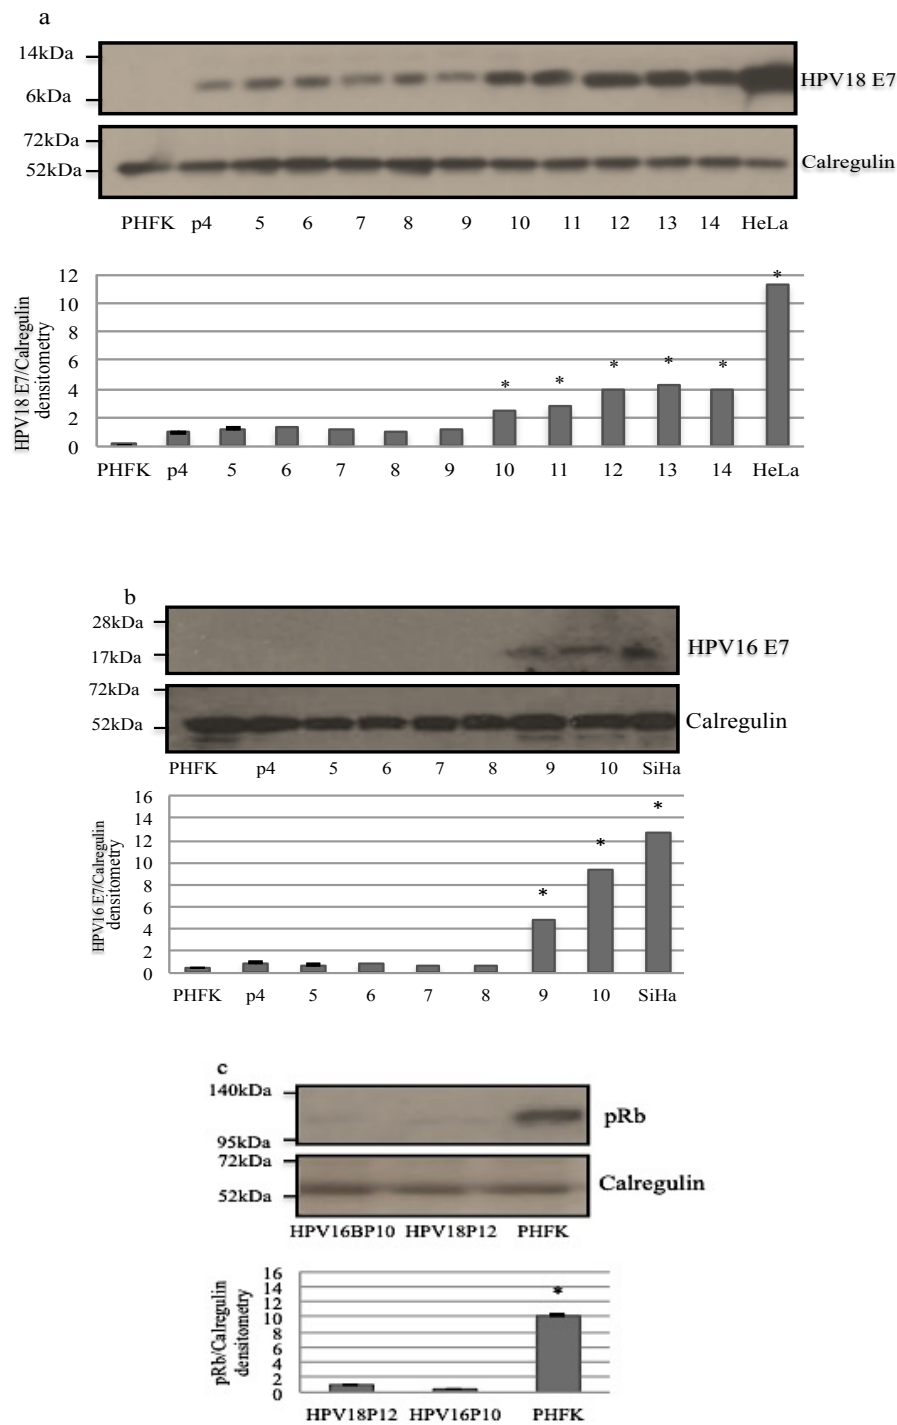 a
14kDa
HPV18 E7
6kDa
72kDa
Calregulin
52kDa
PHFK p4 5 6 7 8 9 10 11 12 13 14 HeLa
HPV18 E7/Calregulin
densitometry
12
10
8
6
4
2
0
* * * * * *
PHFK p4 5 6 7 8 9 10 11 12 13 14 HeLa
b
28kDa
HPV16 E7
17kDa
72kDa
Calregulin
52kDa
PHFK p4 5 6 7 8 9 10 SiHa
HPV16 E7/Calregulin
densitometry
16
14
12
10
8
6
4
2
0
* * *
PHFK p4 5 6 7 8 9 10 SiHa
c
140kDa
pRb
95kDa
72kDa
Calregulin
52kDa
HPV16BP10 HPV18P12 PHFK
pRb/Calregulin
densitometry
16
14
12
10
8
6
4
2
0
*
HPV18P12 HPV16P10 PHFK